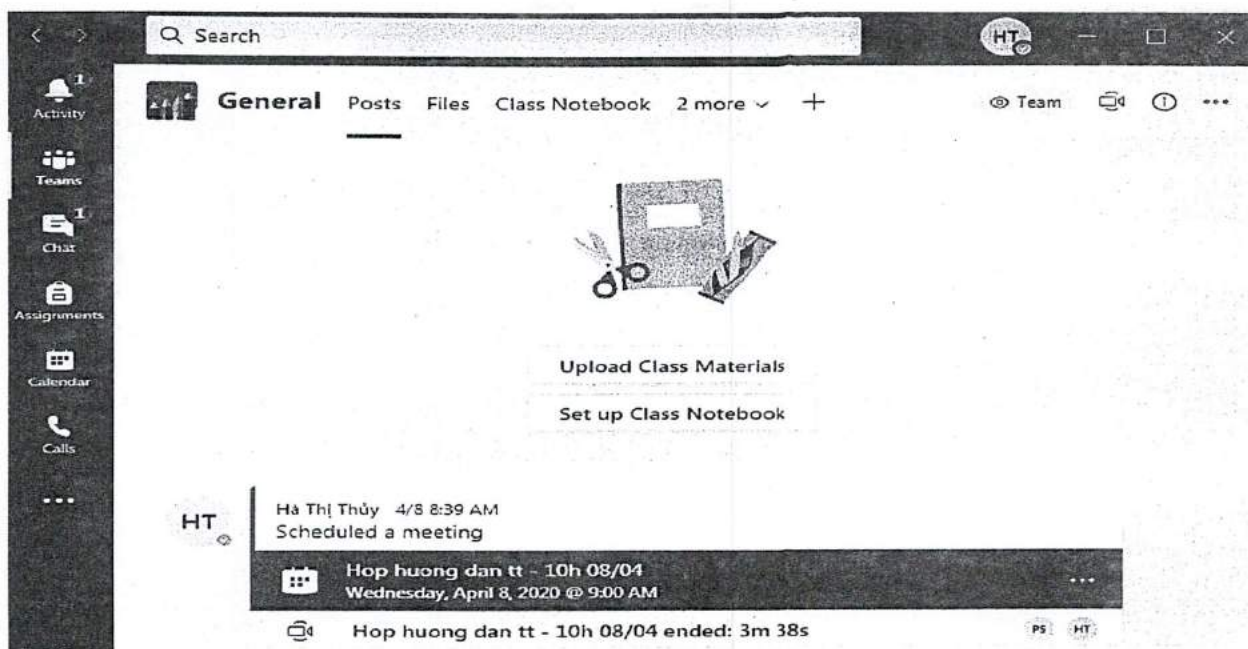 Search
HT
Activity 1
General Posts Files Class Notebook 2 more + Team
Teams
Chat 1
Assignments
Calendar
Calls
Upload Class Materials
Set up Class Notebook
HT
Hà Thị Thủy 4/8 8:39 AM
Scheduled a meeting
Hop huong dan tt - 10h 08/04
Wednesday, April 8, 2020 @ 9:00 AM
Hop huong dan tt - 10h 08/04 ended: 3m 38s PS HT